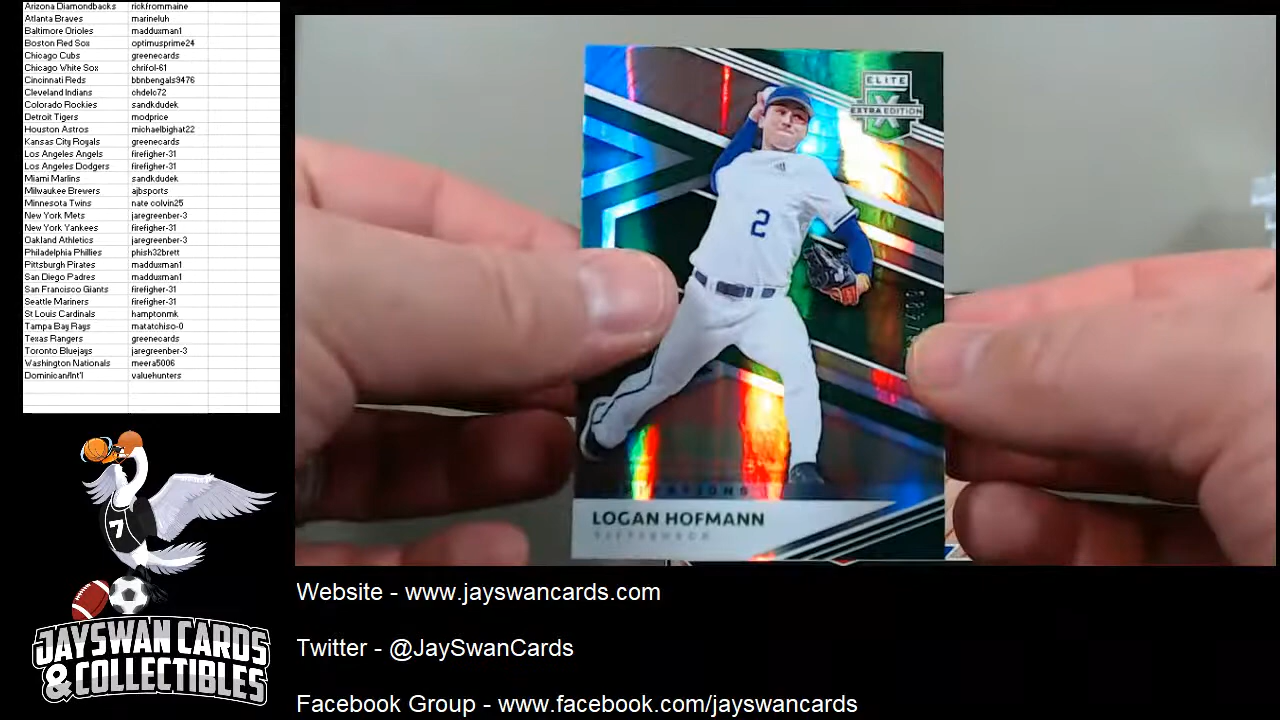 Arizona Diamondbacks rickfrommaine
Atlanta Braves marineluh
Baltimore Orioles madduxman1
Boston Red Sox optimusprime24
Chicago Cubs greenecards
Chicago White Sox chrifol-61
Cincinnati Reds bbnbengals9476
Cleveland Indians chdelc72
Colorado Rockies sandkdudek
Detroit Tigers modprice
Houston Astros michaelbighat22
Kansas City Royals greenecards
Los Angeles Angels firefigher-31
Los Angeles Dodgers firefigher-31
Miami Marlins sandkdudek
Milwaukee Brewers ajbsports
Minnesota Twins nate colvin25
New York Mets jaregreenber-3
New York Yankees firefigher-31
Oakland Athletics jaregreenber-3
Philadelphia Phillies phish32brett
Pittsburgh Pirates madduxman1
San Diego Padres madduxman1
San Francisco Giants firefigher-31
Seattle Mariners firefigher-31
St Louis Cardinals hamptonmk
Tampa Bay Rays matatchiso-0
Texas Rangers greenecards
Toronto Bluejays jaregreenber-3
Washington Nationals meera5006
Dominican/Int'l valuehunters
ELITE
X
EXTRA EDITION
2
LOGAN HOFMANN
PITTSBURGH
7
JAYSWAN CARDS
& COLLECTIBLES
Website - www.jayswancards.com
Twitter - @JaySwanCards
Facebook Group - www.facebook.com/jayswancards